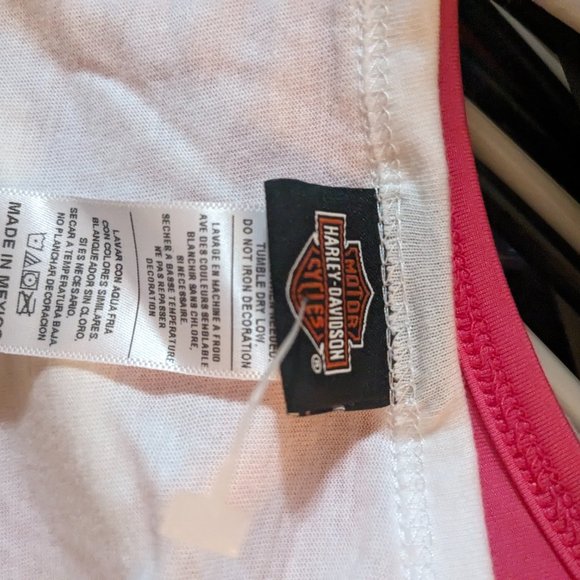 MOTOR
HARLEY-DAVIDSON
CYCLES
®
TUMBLE DRY LOW
DO NOT IRON DECORATION
LAVAGE EN MACHINE A FROID
AVE DES COULEURS SEMBLABLE
BLANCHIR SANS CHLORE,
SI NECESSAIRE.
SECHER A BASSE TEMPERATURE
NE PAS REPASSER
DECORATION
LAVAR CON AQUA FRIA
CON COLORES SIMILARES.
BLANQUEADOR SIN CLORO,
SI ES NECESARIO.
SECAR A TEMPERATURA BAJA.
NO PLANCHAR DECORACION
MADE IN MEXICO